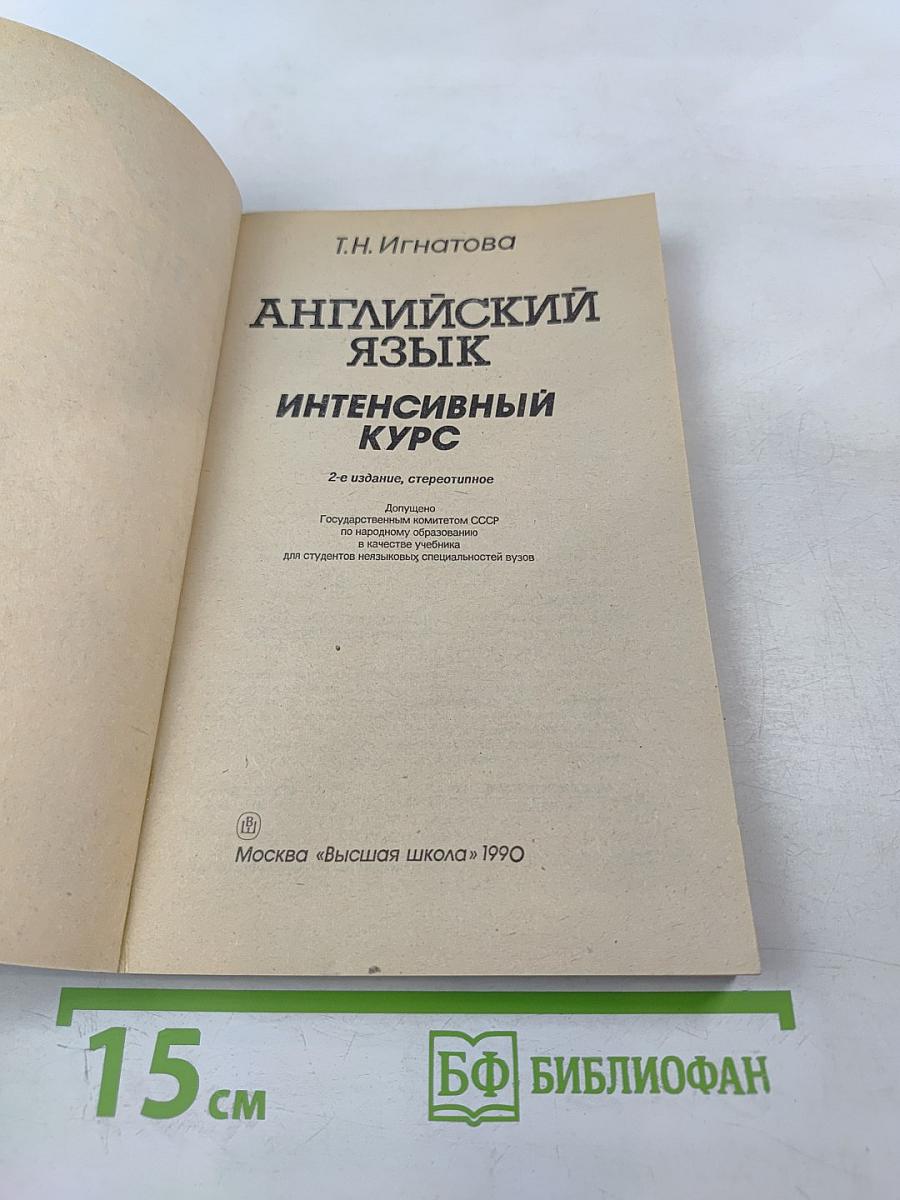 Т.Н. Игнатова
АНГЛИЙСКИЙ
ЯЗЫК
ИНТЕНСИВНЫЙ
КУРС
2-е издание, стереотипное
Допущено
Государственным комитетом СССР
по народному образованию
в качестве учебника
для студентов неязыковых специальностей вузов
ВШ
Москва «Высшая школа» 1990
15 см
БФ БИБЛИОФАН